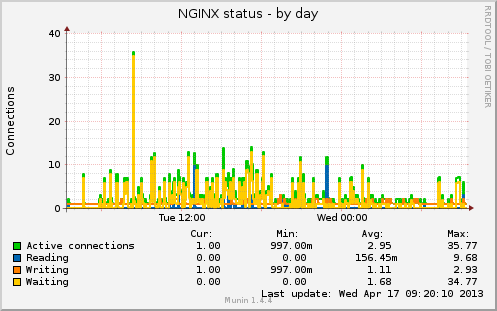 NGINX status - by day
RRDTOOL / TOBI OETIKER
Connections
40
30
20
10
0
Tue 12:00 Wed 00:00
Cur: Min: Avg: Max:
Active connections 1.00 997.00m 2.95 35.77
Reading 0.00 0.00 156.45m 9.68
Writing 1.00 997.00m 1.11 2.93
Waiting 0.00 0.00 1.68 34.77
Last update: Wed Apr 17 09:20:10 2013
Munin 1.4.4